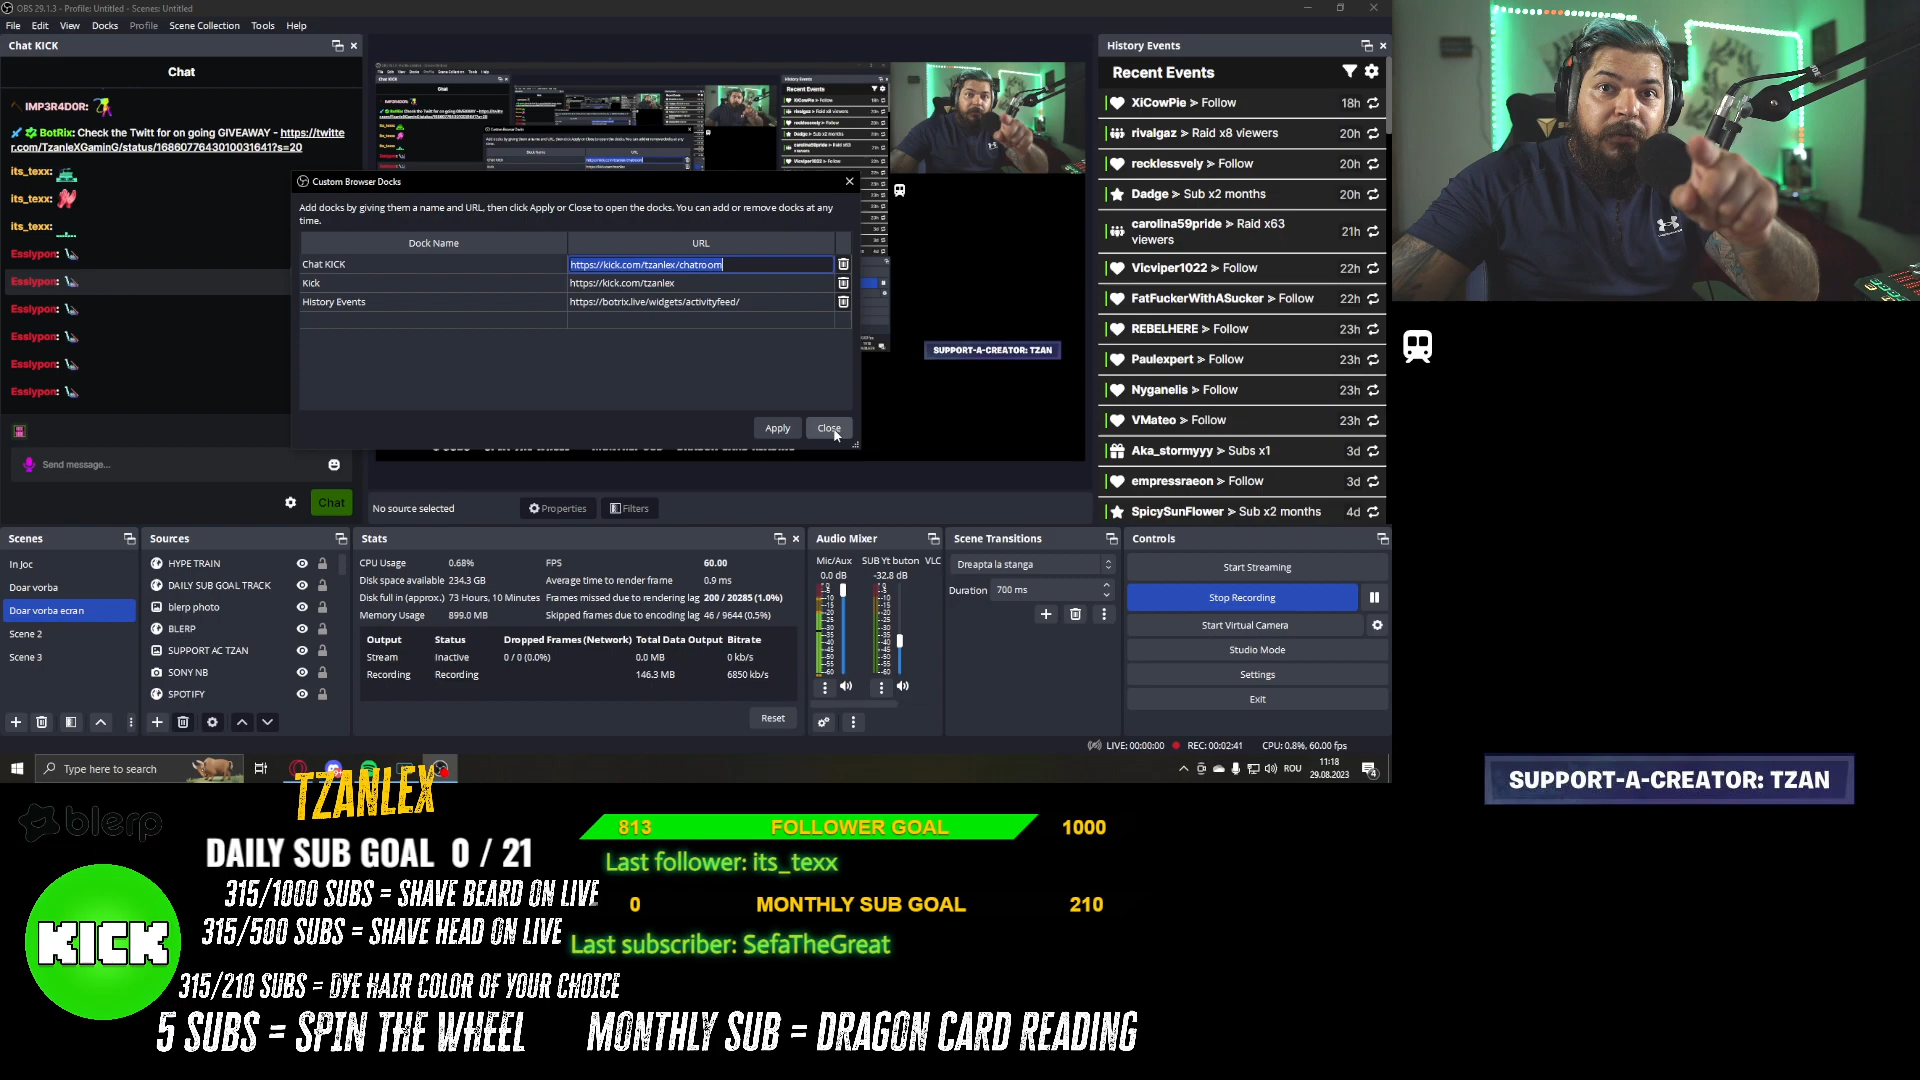 OBS 29.1.3 - Profile: Untitled - Scenes: Untitled
File Edit View Docks Profile Scene Collection Tools Help
Chat KICK
Chat
IMP3R4D0R:
BotRix: Check the Twitt for on going GIVEAWAY - https://twitte
r.com/TzanleXGaminG/status/1686077643010031641?s=20
its_texx:
its_texx:
its_texx:
Esslypon:
Esslypon:
Esslypon:
Esslypon:
Esslypon:
Esslypon:
Send message...
Chat
Custom Browser Docks
Add docks by giving them a name and URL, then click Apply or Close to open the docks. You can add or remove docks at any
time.
Dock Name URL
Chat KICK https://kick.com/tzanlex/chatroom
Kick https://kick.com/tzanlex
History Events https://botrix.live/widgets/activityfeed/
Apply Close
SUPPORT-A-CREATOR: TZAN
No source selected Properties Filters
History Events
Recent Events
XiCowPie > Follow 18h
rivalgaz > Raid x8 viewers 20h
recklessvely > Follow 20h
Dadge > Sub x2 months 20h
carolina59pride > Raid x63
viewers 21h
Vicviper1022 > Follow 22h
FatFuckerWithASucker > Follow 22h
REBELHERE > Follow 23h
Paulexpert > Follow 23h
Nyganelis > Follow 23h
VMateo > Follow 23h
Aka_stormyyy > Subs x1 3d
empressraeon > Follow 3d
SpicySunFlower > Sub x2 months 4d
Scenes
In Joc
Doar vorba
Doar vorba ecran
Scene 2
Scene 3
Sources
HYPE TRAIN
DAILY SUB GOAL TRACK
blerp photo
BLERP
SUPPORT AC TZAN
SONY NB
SPOTIFY
Stats
CPU Usage 0.68% FPS 60.00
Disk space available 234.3 GB Average time to render frame 0.9 ms
Disk full in (approx.) 73 Hours, 10 Minutes Frames missed due to rendering lag 200 / 20285 (1.0%)
Memory Usage 899.0 MB Skipped frames due to encoding lag 46 / 9644 (0.5%)
Output Status Dropped Frames (Network) Total Data Output Bitrate
Stream Inactive 0 / 0 (0.0%) 0.0 MB 0 kb/s
Recording Recording 146.3 MB 6850 kb/s
Reset
Audio Mixer
Mic/Aux SUB Yt buton VLC
0.0 dB -32.8 dB
Scene Transitions
Dreapta la stanga
Duration 700 ms
Controls
Start Streaming
Stop Recording
Start Virtual Camera
Studio Mode
Settings
Exit
LIVE: 00:00:00 REC: 00:02:41 CPU: 0.8%, 60.00 fps
Type here to search
ROU
11:18
29.08.2023
4
SUPPORT-A-CREATOR: TZAN
blerp
TZANLEX
DAILY SUB GOAL 0 / 21
315/1000 SUBS = SHAVE BEARD ON LIVE
315/500 SUBS = SHAVE HEAD ON LIVE
315/210 SUBS = DYE HAIR COLOR OF YOUR CHOICE
KICK
5 SUBS = SPIN THE WHEEL MONTHLY SUB = DRAGON CARD READING
813 FOLLOWER GOAL 1000
Last follower: its_texx
0 MONTHLY SUB GOAL 210
Last subscriber: SefaTheGreat